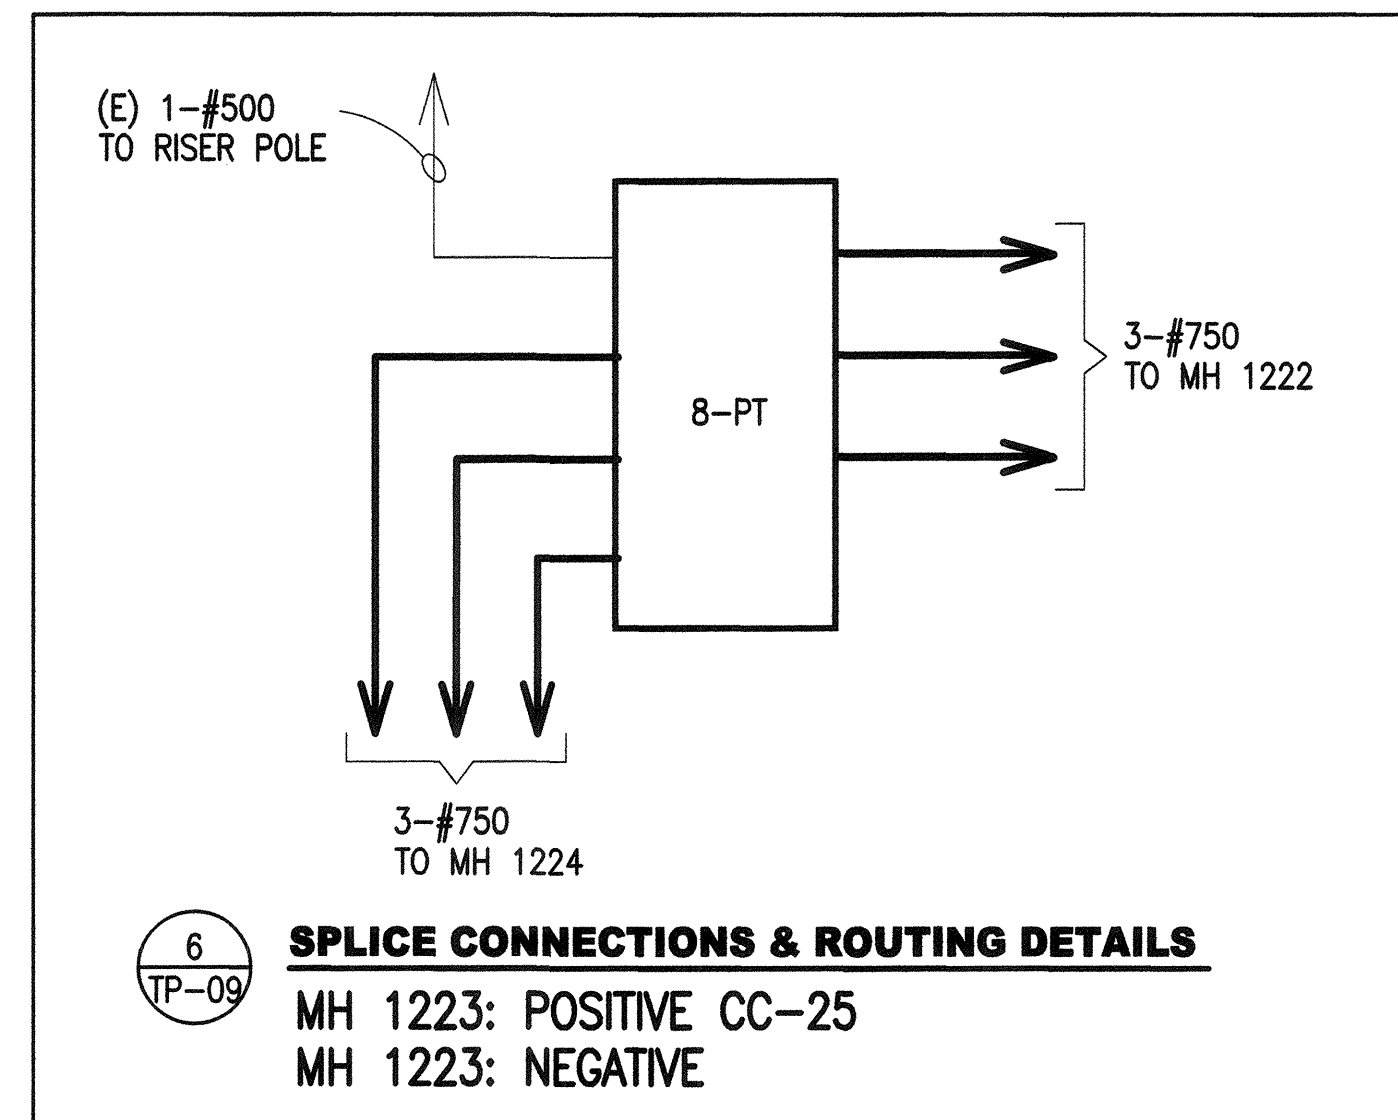 (E) 1-#500
TO RISER POLE
8-PT
3-#750
TO MH 1222
3-#750
TO MH 1224
6
TP-09
SPLICE CONNECTIONS & ROUTING DETAILS
MH 1223: POSITIVE CC-25
MH 1223: NEGATIVE